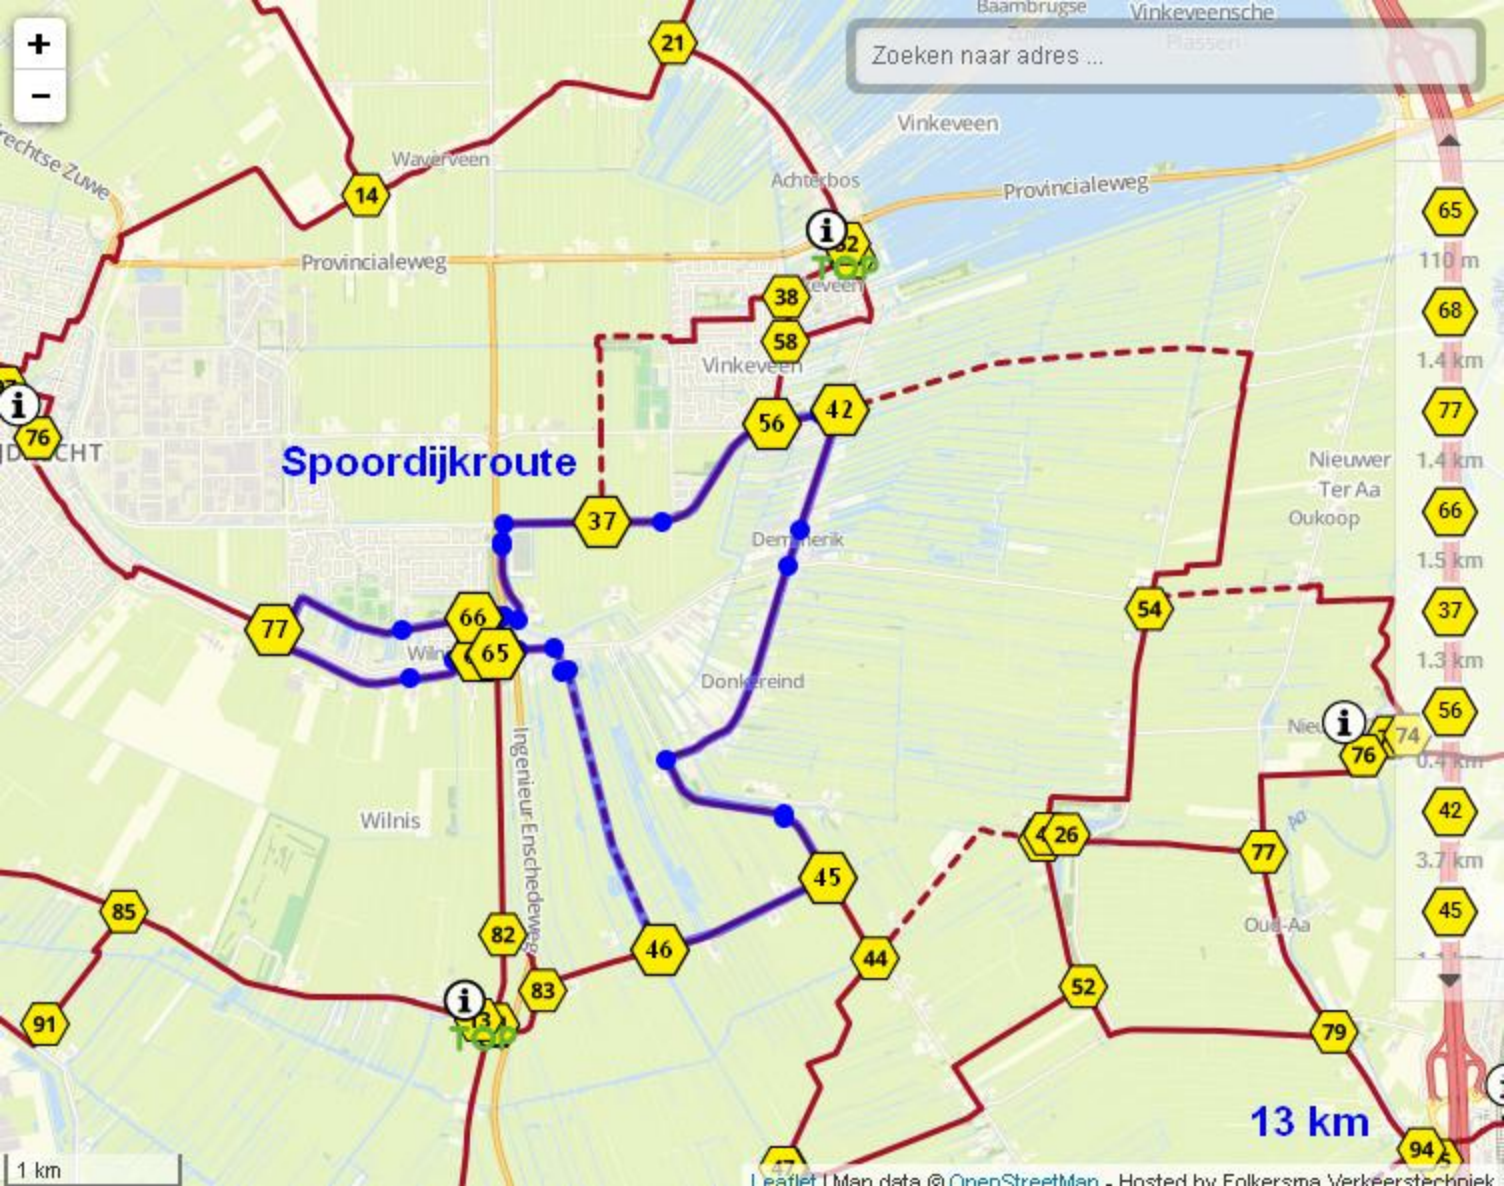 +
−
Zoeken naar adres ...
Baambrugse
Zuwe
Vinkeveensche
Plassen
21
Vinkeveen
Waverveen
14
Achterbos
Provincialeweg
Provincialeweg
i
TOP
38
58
Vinkeveen
56
42
i
76
Spoordijkroute
37
Demmerik
Nieuwer
Ter Aa
Oukoop
77
66
65
54
Donkereind
Ingenieur Enschedeweg
Wilnis
i
76
74
26
77
Aa
45
85
82
46
44
Oud-Aa
83
52
i
TOP
91
79
13 km
94
47
1 km
65
110 m
68
1.4 km
77
1.4 km
66
1.5 km
37
1.3 km
56
0.4 km
42
3.7 km
45
Leaflet | Map data © OpenStreetMap - Hosted by Folkersma Verkeerstechniek